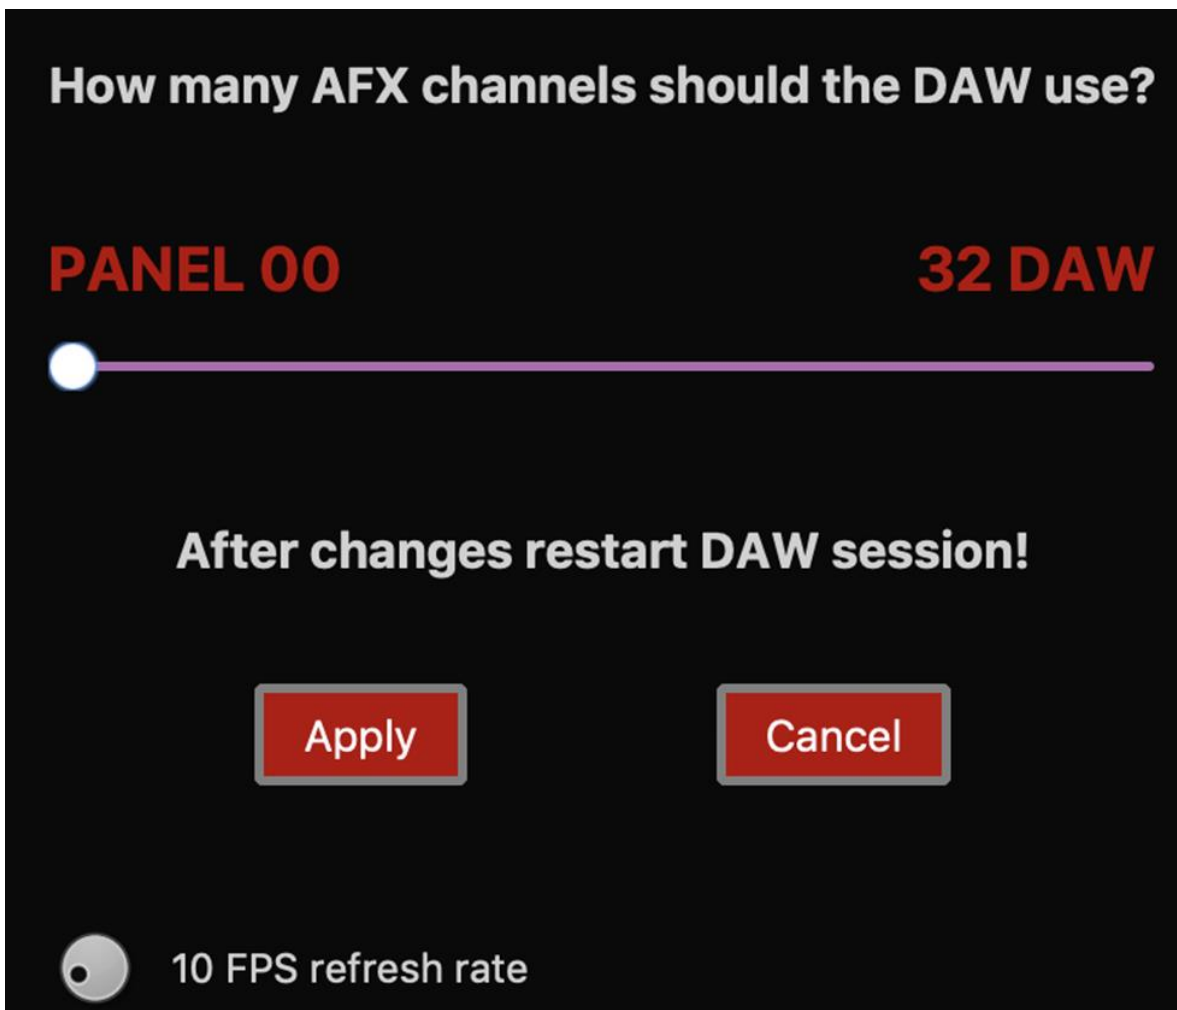 How many AFX channels should the DAW use?
PANEL 00 32 DAW
After changes restart DAW session!
Apply Cancel
10 FPS refresh rate